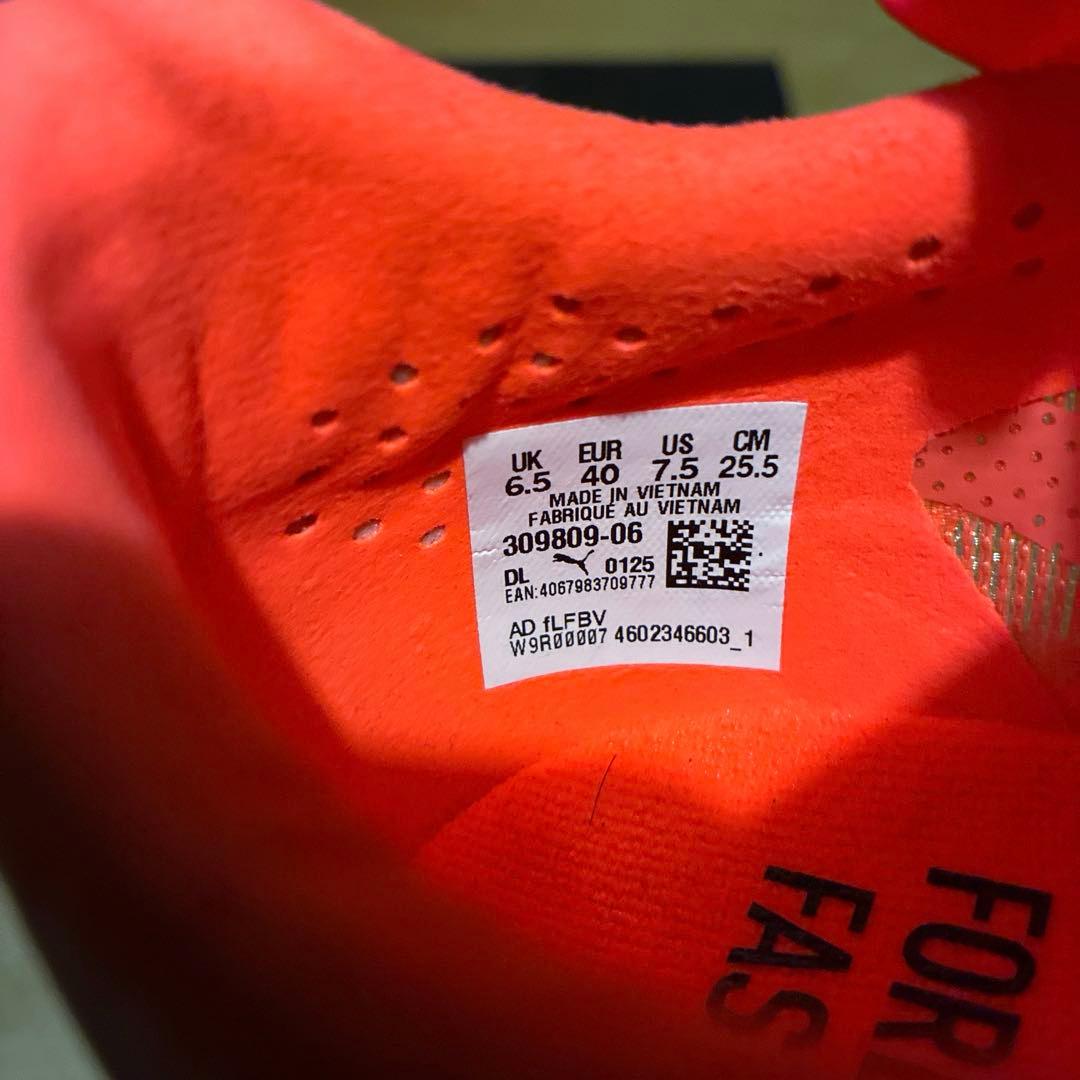 UK EUR US CM
6.5 40 7.5 25.5
MADE IN VIETNAM
FABRIQUÉ AU VIETNAM
309809-06
DL 0125
EAN:4067983709777
AD fLFBV
W9R00007 4602346603_1
FOR
FAS